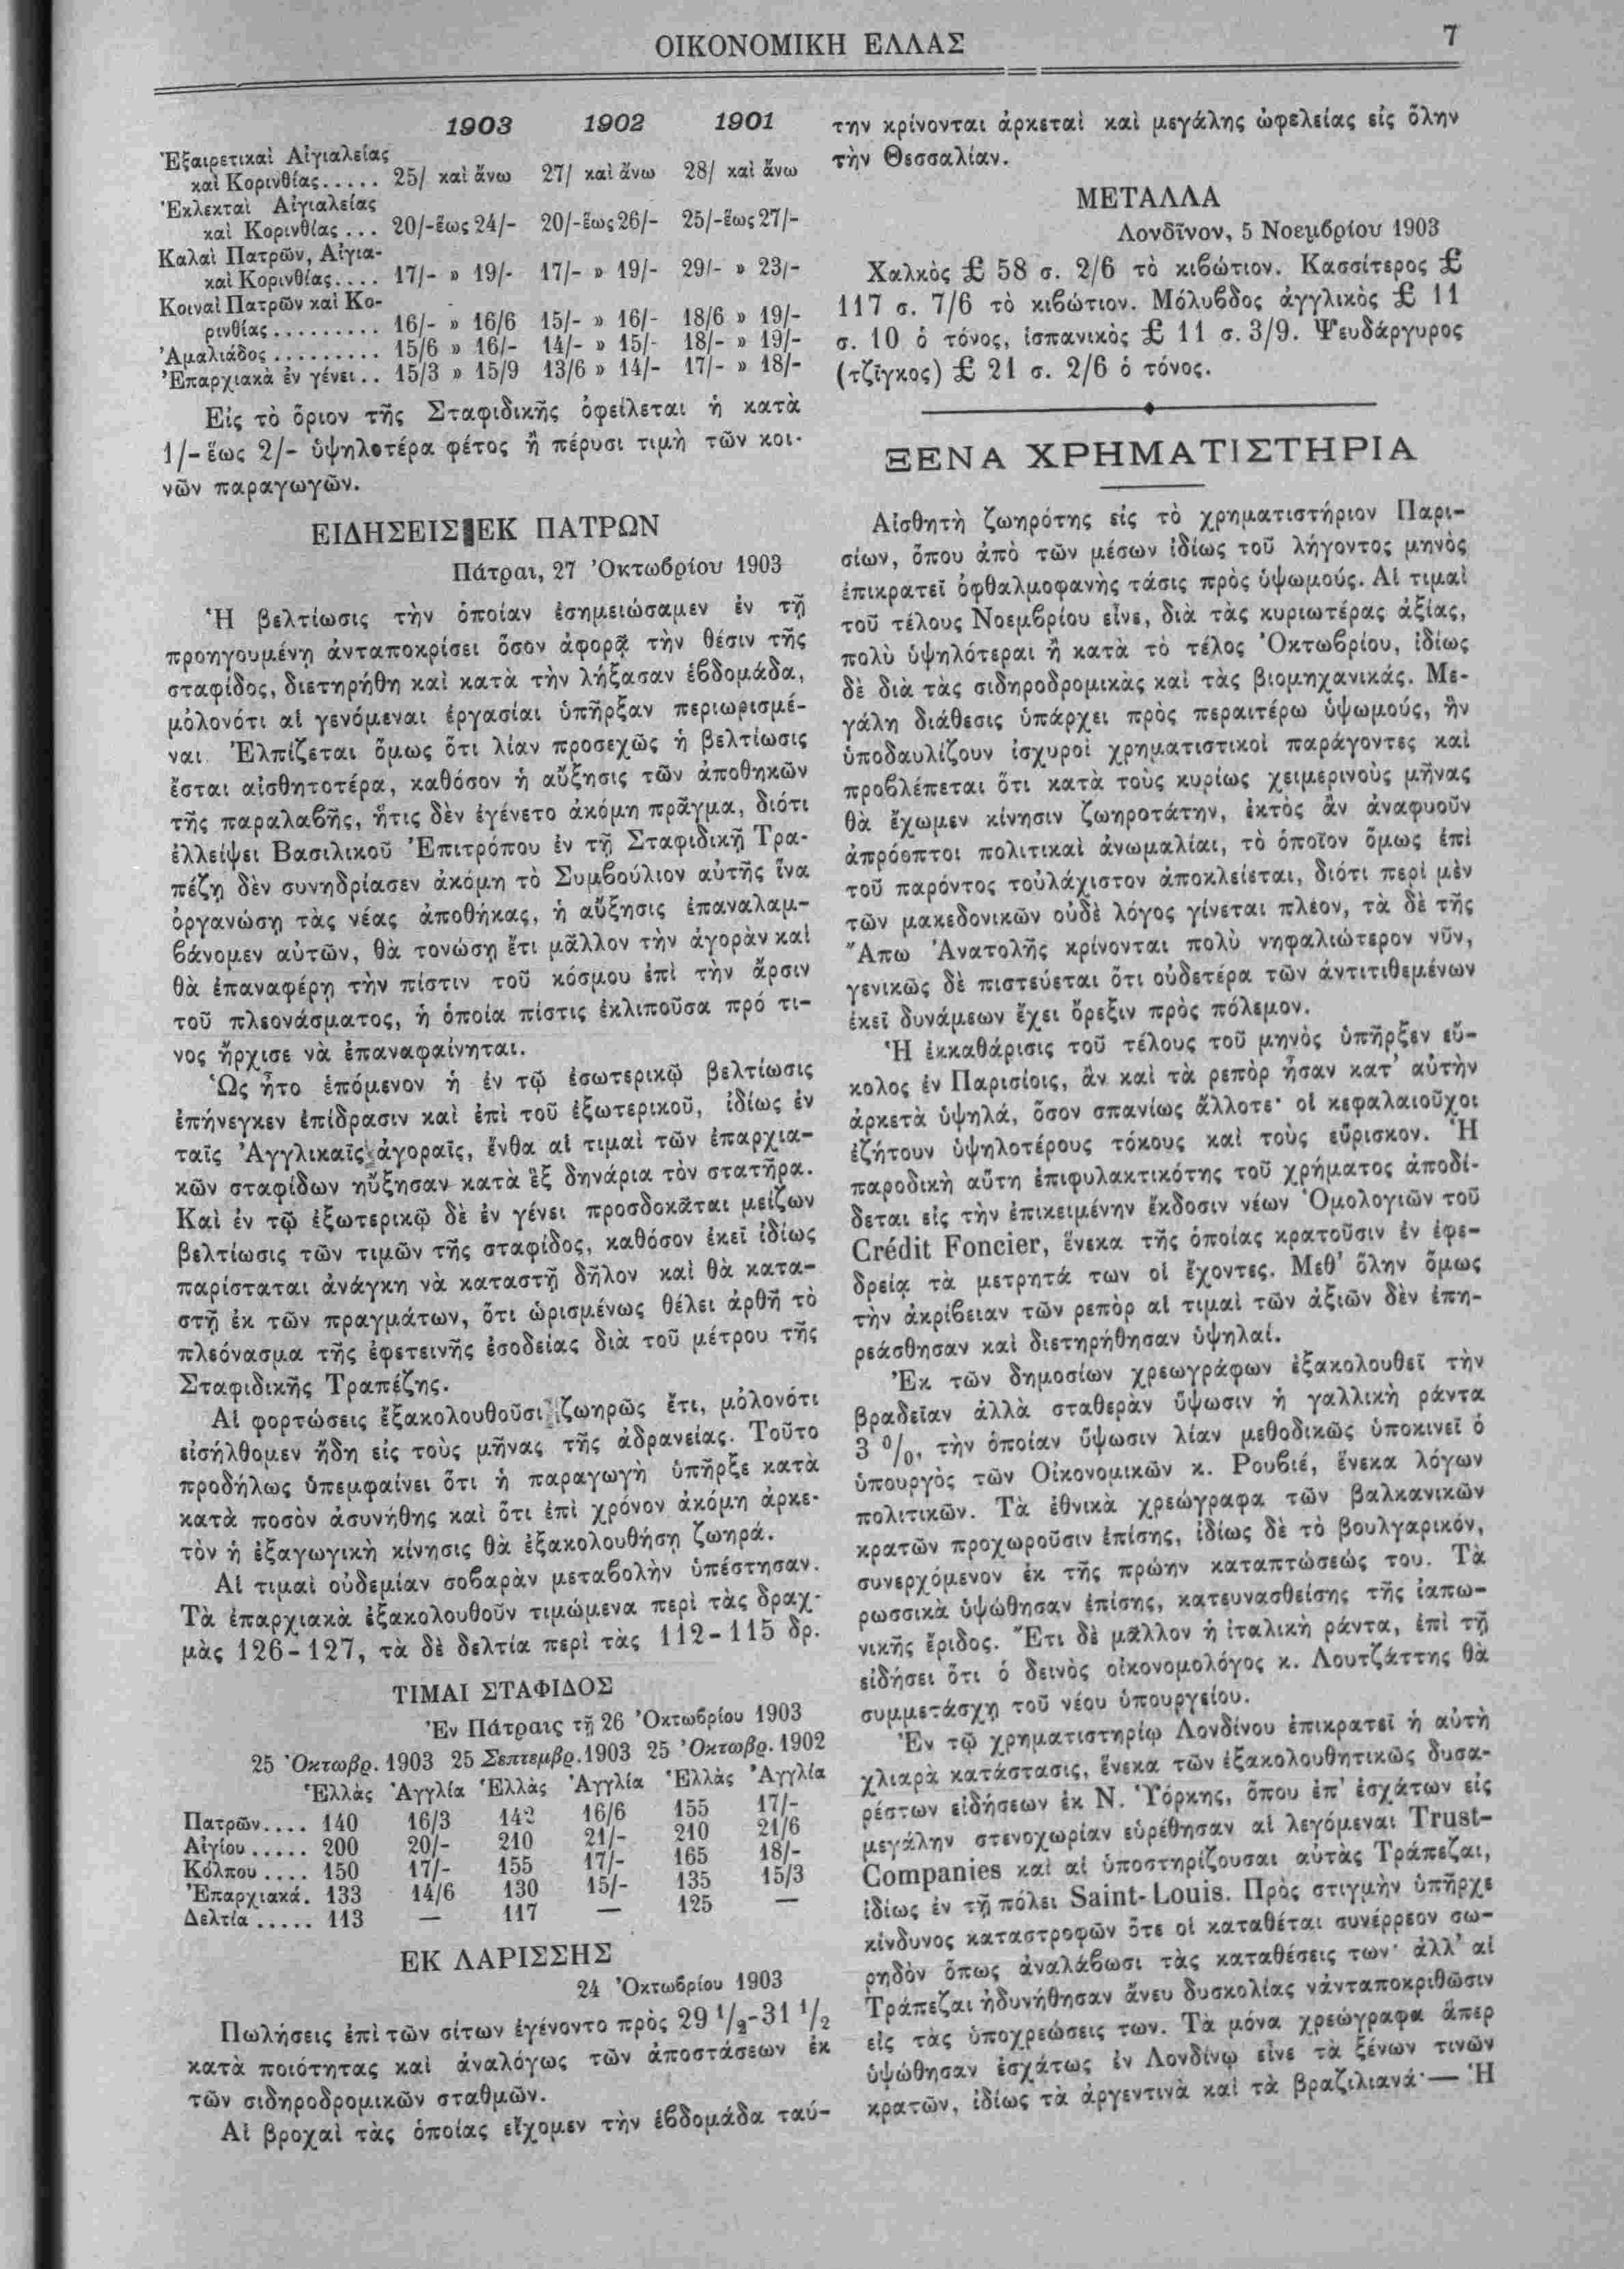 ΟΙΚΟΝΟΜΙΚΗ ΕΛΛΑΣ
7
1903 1902 1901
Ἐξαιρετικαὶ Αἰγιαλείας
καὶ Κορινθίας..... 25/ καὶ ἄνω 27/ καὶ ἄνω 28/ καὶ ἄνω
Ἐκλεκταὶ Αἰγιαλείας
καὶ Κορινθίας... 20/-ἕως 24/- 20/-ἕως 26/- 25/-ἕως 27/-
Καλαὶ Πατρῶν, Αἰγια-
καὶ Κορινθίας.... 17/- » 19/- 17/- » 19/- 29/- » 23/-
Κοιναὶ Πατρῶν καὶ Κο-
ρινθίας......... 16/- » 16/6 15/- » 16/- 18/6 » 19/-
Ἀμαλιάδος......... 15/6 » 16/- 14/- » 15/- 18/- » 19/-
Ἐπαρχιακὰ ἐν γένει.. 15/3 » 15/9 13/6 » 14/- 17/- » 18/-
Εἰς τὸ ὅριον τῆς Σταφιδικῆς ὀφείλεται ἡ κατὰ
1/-ἕως 2/- ὑψηλοτέρα φέτος ἢ πέρυσι τιμὴ τῶν κοι-
νῶν παραγωγῶν.
ΕΙΔΗΣΕΙΣ ΕΚ ΠΑΤΡΩΝ
Πάτραι, 27 Ὀκτωβρίου 1903
Ἡ βελτίωσις τὴν ὁποίαν ἐσημειώσαμεν ἐν τῇ
προηγουμένῃ ἀνταποκρίσει ὅσον ἀφορᾷ τὴν θέσιν τῆς
σταφίδος, διετηρήθη καὶ κατὰ τὴν λήξασαν ἑβδομάδα,
μὀλονότι αἱ γενόμεναι ἐργασίαι ὑπῆρξαν περιωρισμέ-
ναι. Ἐλπίζεται ὅμως ὅτι λίαν προσεχῶς ἡ βελτίωσις
ἔσται αἰσθητοτέρα, καθόσον ἡ αὔξησις τῶν ἀποθηκῶν
τῆς παραλαβῆς, ἥτις δὲν ἐγένετο ἀκόμη πρᾶγμα, διότι
ἐλλείψει Βασιλικοῦ Ἐπιτρόπου ἐν τῇ Σταφιδικῇ Τρα-
πέζῃ δὲν συνηδρίασεν ἀκόμη τὸ Συμβούλιον αὐτῆς ἵνα
ὀργανώσῃ τὰς νέας ἀποθήκας, ἡ αὔξησις ἐπαναλαμ-
βάνομεν αὐτῶν, θὰ τονώσῃ ἔτι μᾶλλον τὴν ἀγορὰν καὶ
θὰ ἐπαναφέρῃ τὴν πίστιν τοῦ κόσμου ἐπὶ τὴν ἄρσιν
τοῦ πλεονάσματος, ἡ ὁποία πίστις ἐκλιποῦσα πρό τι-
νος ἤρχισε νὰ ἐπαναφαίνηται.
Ὡς ἦτο ἑπόμενον ἡ ἐν τῷ ἐσωτερικῷ βελτίωσις
ἐπήνεγκεν ἐπίδρασιν καὶ ἐπὶ τοῦ ἐξωτερικοῦ, ἰδίως ἐν
ταῖς Ἀγγλικαῖς ἀγοραῖς, ἔνθα αἱ τιμαὶ τῶν ἐπαρχια-
κῶν σταφίδων ηὔξησαν κατὰ ἓξ δηνάρια τὸν στατῆρα.
Καὶ ἐν τῷ ἐξωτερικῷ δὲ ἐν γένει προσδοκᾶται μείζων
βελτίωσις τῶν τιμῶν τῆς σταφίδος, καθόσον ἐκεῖ ἰδίως
παρίσταται ἀνάγκη νὰ καταστῇ δῆλον καὶ θὰ κατα-
στῇ ἐκ τῶν πραγμάτων, ὅτι ὡρισμένως θέλει ἀρθῇ τὸ
πλεόνασμα τῆς ἐφετεινῆς ἐσοδείας διὰ τοῦ μέτρου τῆς
Σταφιδικῆς Τραπέζης.
Αἱ φορτώσεις ἐξακολουθοῦσι ζωηρῶς ἔτι, μὀλονότι
εἰσήλθομεν ἤδη εἰς τοὺς μῆνας τῆς ἀδρανείας. Τοῦτο
προδήλως ὑπεμφαίνει ὅτι ἡ παραγωγὴ ὑπῆρξε κατὰ
κατὰ ποσὸν ἀσυνήθης καὶ ὅτι ἐπὶ χρόνον ἀκόμη ἀρκε-
τὸν ἡ ἐξαγωγικὴ κίνησις θὰ ἐξακολουθήσῃ ζωηρά.
Αἱ τιμαὶ οὐδεμίαν σοβαρὰν μεταβολὴν ὑπέστησαν.
Τὰ ἐπαρχιακὰ ἐξακολουθοῦν τιμώμενα περὶ τὰς δραχ-
μὰς 126-127, τὰ δὲ δελτία περὶ τὰς 112-115 δρ.
ΤΙΜΑΙ ΣΤΑΦΙΔΟΣ
Ἐν Πάτραις τῇ 26 Ὀκτωβρίου 1903
25 Ὀκτωβρ. 1903 25 Σεπτεμβρ. 1903 25 Ὀκτωβρ. 1902
Ἑλλὰς Ἀγγλία Ἑλλὰς Ἀγγλία Ἑλλὰς Ἀγγλία
Πατρῶν.... 140 16/3 142 16/6 155 17/-
Αἰγίου..... 200 20/- 210 21/- 210 21/6
Κόλπου.... 150 17/- 155 17/- 165 18/-
Ἐπαρχιακά. 133 14/6 130 15/- 135 15/3
Δελτία..... 113 — 117 — 125 —
ΕΚ ΛΑΡΙΣΣΗΣ
24 Ὀκτωβρίου 1903
Πωλήσεις ἐπὶ τῶν σίτων ἐγένοντο πρὸς 29 1/2-31 1/2
κατὰ ποιότητας καὶ ἀναλόγως τῶν ἀποστάσεων ἐκ
τῶν σιδηροδρομικῶν σταθμῶν.
Αἱ βροχαὶ τὰς ὁποίας εἴχομεν τὴν ἑβδομάδα ταύ-
την κρίνονται ἀρκεταὶ καὶ μεγάλης ὠφελείας εἰς ὅλην
τὴν Θεσσαλίαν.
ΜΕΤΑΛΛΑ
Λονδῖνον, 5 Νοεμβρίου 1903
Χαλκὸς £ 58 σ. 2/6 τὸ κιβώτιον. Κασσίτερος £
117 σ. 7/6 τὸ κιβώτιον. Μόλυβδος ἀγγλικὸς £ 11
σ. 10 ὁ τόνος, ἱσπανικὸς £ 11 σ. 3/9. Ψευδάργυρος
(τζῖγκος) £ 21 σ. 2/6 ὁ τόνος.
ΞΕΝΑ ΧΡΗΜΑΤΙΣΤΗΡΙΑ
Αἰσθητὴ ζωηρότης εἰς τὸ χρηματιστήριον Παρι-
σίων, ὅπου ἀπὸ τῶν μέσων ἰδίως τοῦ λήγοντος μηνὸς
ἐπικρατεῖ ὀφθαλμοφανὴς τάσις πρὸς ὑψωμούς. Αἱ τιμαὶ
τοῦ τέλους Νοεμβρίου εἶνε, διὰ τὰς κυριωτέρας ἀξίας,
πολὺ ὑψηλότεραι ἢ κατὰ τὸ τέλος Ὀκτωβρίου, ἰδίως
δὲ διὰ τὰς σιδηροδρομικὰς καὶ τὰς βιομηχανικάς. Με-
γάλη διάθεσις ὑπάρχει πρὸς περαιτέρω ὑψωμούς, ἣν
ὑποδαυλίζουν ἰσχυροὶ χρηματιστικοὶ παράγοντες καὶ
προβλέπεται ὅτι κατὰ τοὺς κυρίως χειμερινοὺς μῆνας
θὰ ἔχωμεν κίνησιν ζωηροτάτην, ἐκτὸς ἂν ἀναφυοῦν
ἀπρόοπτοι πολιτικαὶ ἀνωμαλίαι, τὸ ὁποῖον ὅμως ἐπὶ
τοῦ παρόντος τοὐλάχιστον ἀποκλείεται, διότι περὶ μὲν
τῶν μακεδονικῶν οὐδὲ λόγος γίνεται πλέον, τὰ δὲ τῆς
Ἄπω Ἀνατολῆς κρίνονται πολὺ νηφαλιώτερον νῦν,
γενικῶς δὲ πιστεύεται ὅτι οὐδετέρα τῶν ἀντιτιθεμένων
ἐκεῖ δυνάμεων ἔχει ὄρεξιν πρὸς πόλεμον.
Ἡ ἐκκαθάρισις τοῦ τέλους τοῦ μηνὸς ὑπῆρξεν εὔ-
κολος ἐν Παρισίοις, ἂν καὶ τὰ ρεπὸρ ἦσαν κατ' αὐτὴν
ἀρκετὰ ὑψηλά, ὅσον σπανίως ἄλλοτε· οἱ κεφαλαιοῦχοι
ἐζήτουν ὑψηλοτέρους τόκους καὶ τοὺς εὕρισκον. Ἡ
παροδικὴ αὕτη ἐπιφυλακτικότης τοῦ χρήματος ἀποδί-
δεται εἰς τὴν ἐπικειμένην ἔκδοσιν νέων Ὁμολογιῶν τοῦ
Crédit Foncier, ἕνεκα τῆς ὁποίας κρατοῦσιν ἐν ἐφε-
δρείᾳ τὰ μετρητά των οἱ ἔχοντες. Μεθ' ὅλην ὅμως
τὴν ἀκρίβειαν τῶν ρεπὸρ αἱ τιμαὶ τῶν ἀξιῶν δὲν ἐπη-
ρεάσθησαν καὶ διετηρήθησαν ὑψηλαί.
Ἐκ τῶν δημοσίων χρεωγράφων ἐξακολουθεῖ τὴν
βραδεῖαν ἀλλὰ σταθερὰν ὕψωσιν ἡ γαλλικὴ ράντα
3 0/0, τὴν ὁποίαν ὕψωσιν λίαν μεθοδικῶς ὑποκινεῖ ὁ
ὑπουργὸς τῶν Οἰκονομικῶν κ. Ρουβιέ, ἕνεκα λόγων
πολιτικῶν. Τὰ ἐθνικὰ χρεώγραφα τῶν βαλκανικῶν
κρατῶν προχωροῦσιν ἐπίσης, ἰδίως δὲ τὸ βουλγαρικόν,
συνερχόμενον ἐκ τῆς πρώην καταπτώσεώς του. Τὰ
ρωσσικὰ ὑψώθησαν ἐπίσης, κατευνασθείσης τῆς ἰαπω-
νικῆς ἔριδος. Ἔτι δὲ μᾶλλον ἡ ἰταλικὴ ράντα, ἐπὶ τῇ
εἰδήσει ὅτι ὁ δεινὸς οἰκονομολόγος κ. Λουτζάττης θὰ
συμμετάσχῃ τοῦ νέου ὑπουργείου.
Ἐν τῷ χρηματιστηρίῳ Λονδίνου ἐπικρατεῖ ἡ αὐτὴ
χλιαρὰ κατάστασις, ἕνεκα τῶν ἐξακολουθητικῶς δυσα-
ρέστων εἰδήσεων ἐκ Ν. Ὑόρκης, ὅπου ἐπ' ἐσχάτων εἰς
μεγάλην στενοχωρίαν εὑρέθησαν αἱ λεγόμεναι Trust-
Companies καὶ αἱ ὑποστηρίζουσαι αὐτὰς Τράπεζαι,
ἰδίως ἐν τῇ πόλει Saint-Louis. Πρὸς στιγμὴν ὑπῆρχε
κίνδυνος καταστροφῶν ὅτε οἱ καταθέται συνέρρεον σω-
ρηδὸν ὅπως ἀναλάβωσι τὰς καταθέσεις των· ἀλλ' αἱ
Τράπεζαι ἠδυνήθησαν ἄνευ δυσκολίας νἀνταποκριθῶσιν
εἰς τὰς ὑποχρεώσεις των. Τὰ μόνα χρεώγραφα ἅπερ
ὑψώθησαν ἐσχάτως ἐν Λονδίνῳ εἶνε τὰ ξένων τινῶν
κρατῶν, ἰδίως τὰ ἀργεντινὰ καὶ τὰ βραζιλιανά·— Ἡ